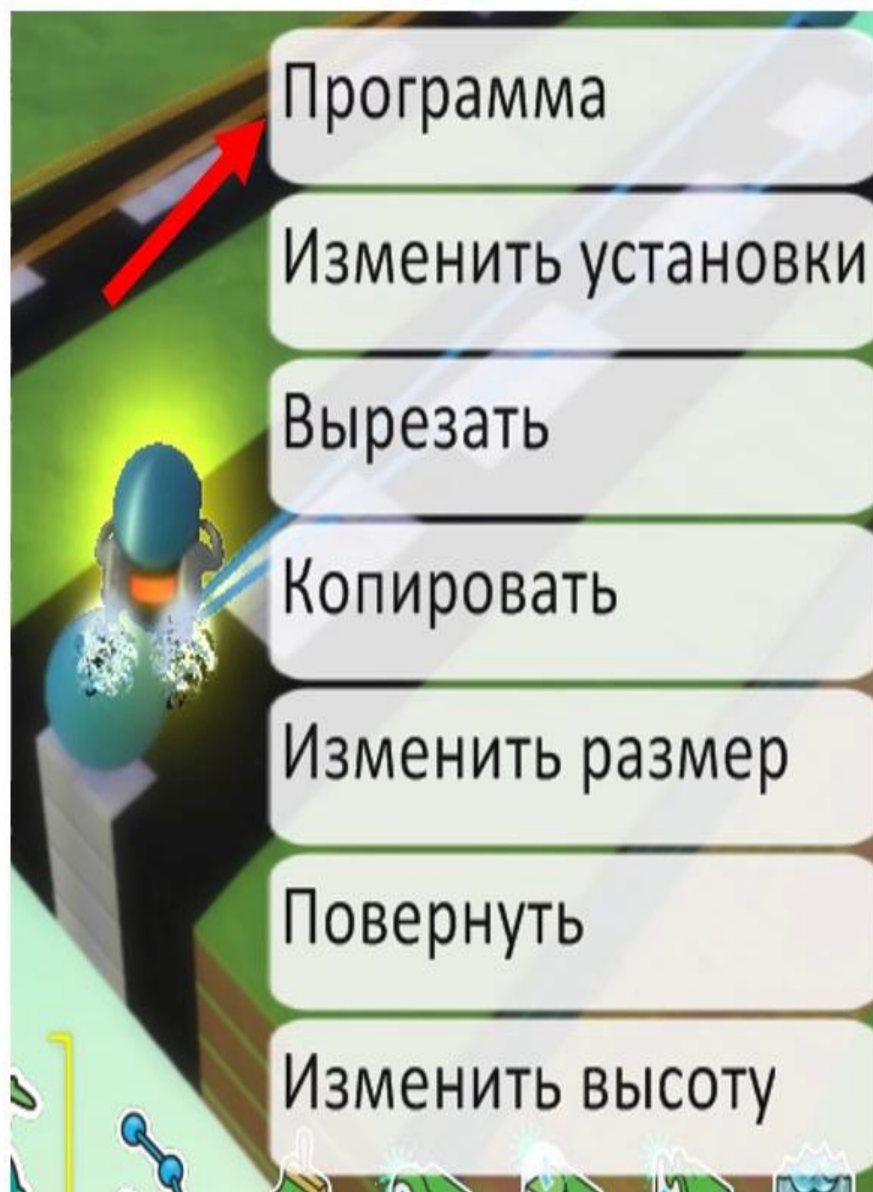 Программа
Изменить установки
Вырезать
Копировать
Изменить размер
Повернуть
Изменить высоту